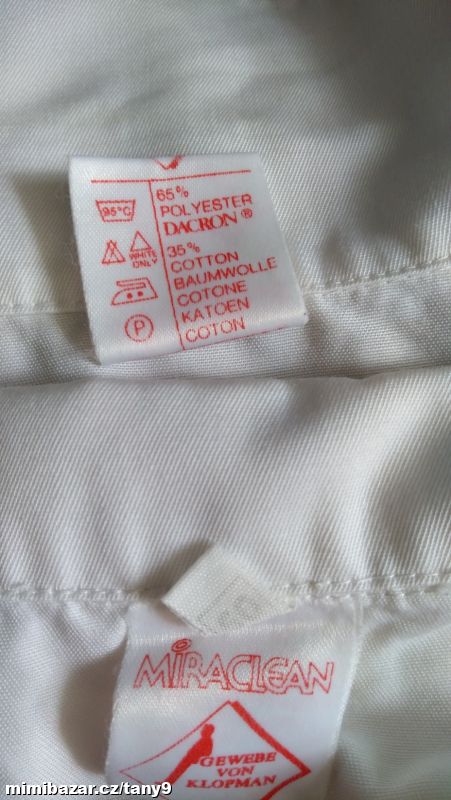 95°C
WHITE
ONLY
P
65%
POLYESTER
DACRON ®
35%
COTTON
BAUMWOLLE
COTONE
KATOEN
COTON
MIRACLEAN
GEWEBE
VON
KLOPMAN
mimibazar.cz/tany9